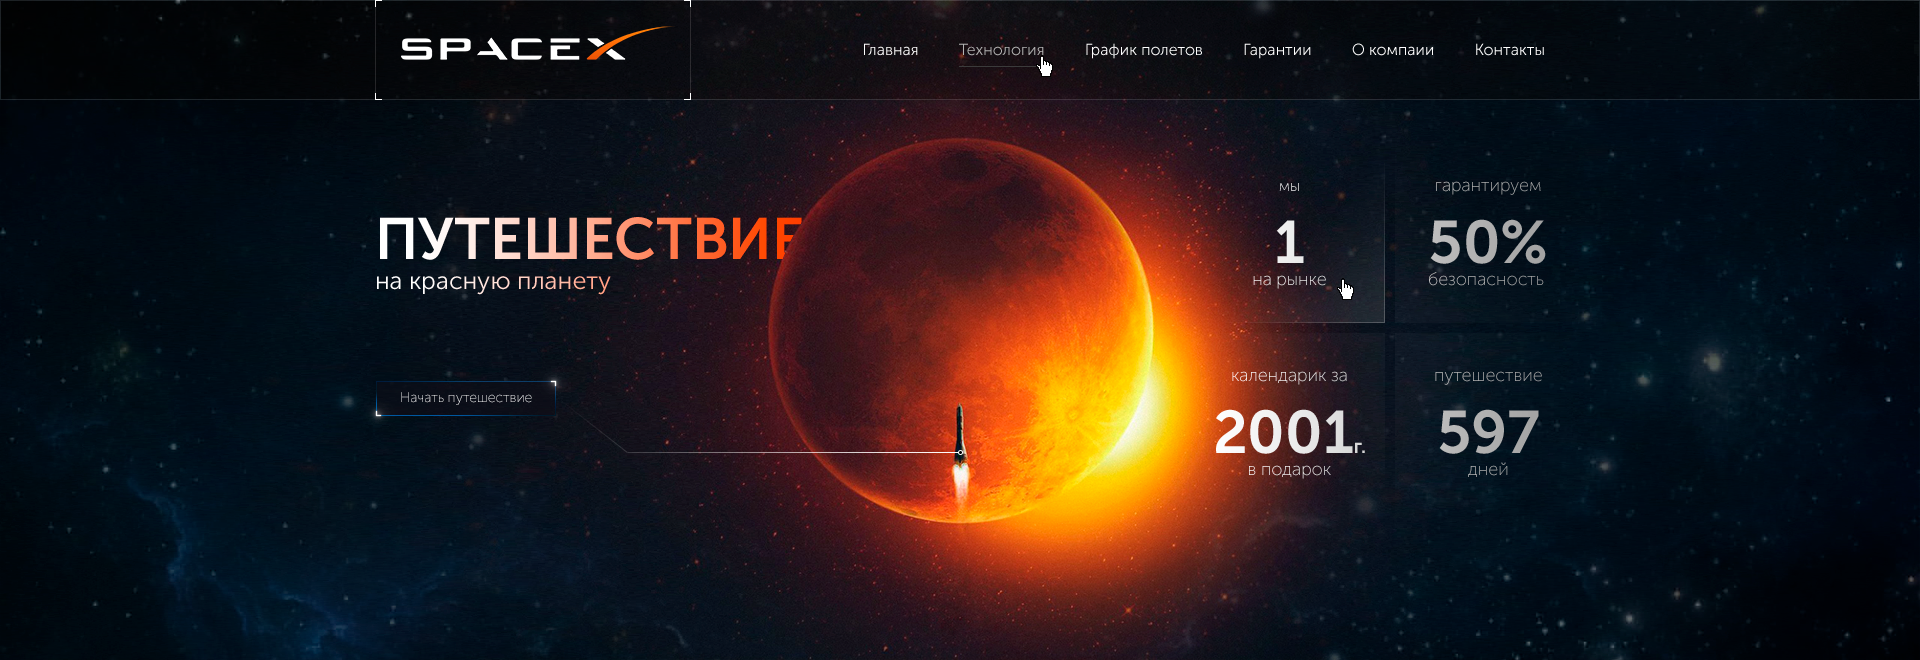 SPACEX
Главная
Технология
График полетов
Гарантии
О компаии
Контакты
ПУТЕШЕСТВИЕ
на красную планету
Начать путешествие
мы
1
на рынке
гарантируем
50%
безопасность
календарик за
2001г.
в подарок
путешествие
597
дней